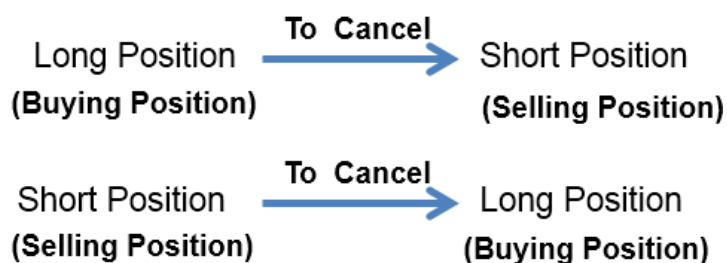 To Cancel
Long Position Short Position
(Buying Position) (Selling Position)
To Cancel
Short Position Long Position
(Selling Position) (Buying Position)